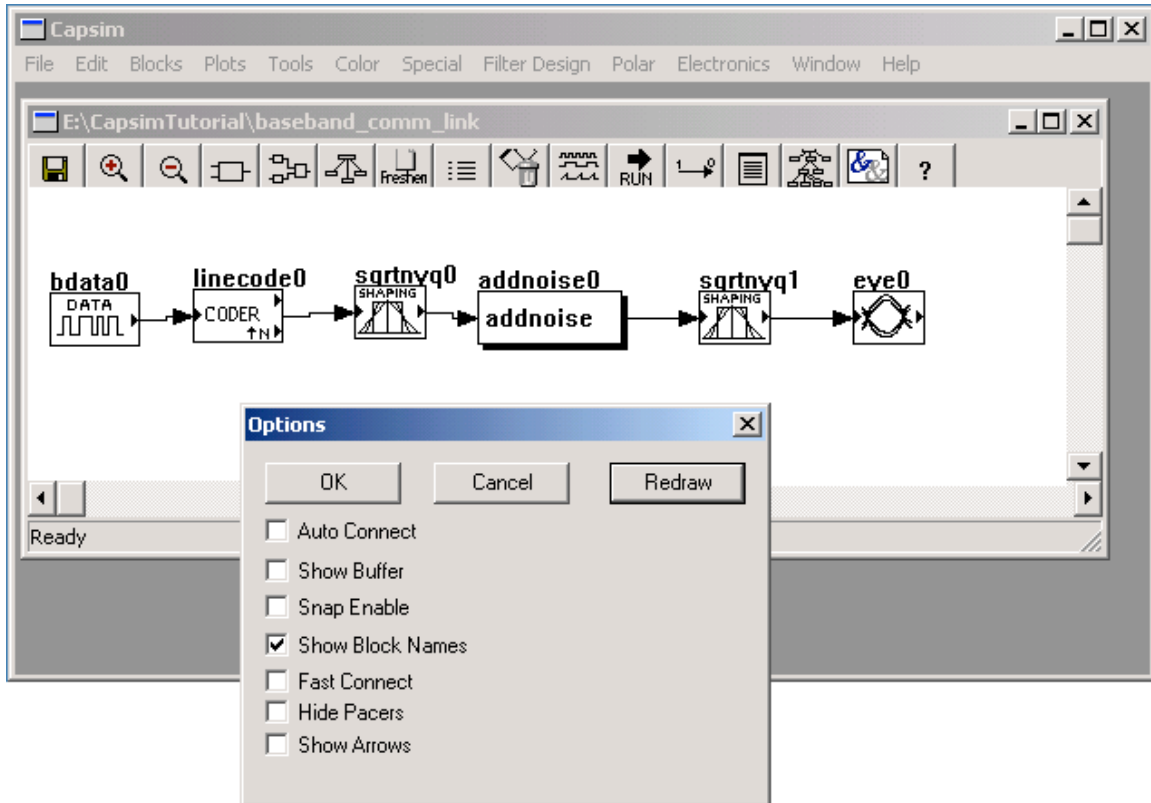 Capsim
File Edit Blocks Plots Tools Color Special Filter Design Polar Electronics Window Help
E:\CapsimTutorial\baseband_comm_link
Freshen RUN 1 0 && ?
bdata0 linecode0 sqrtnyq0 addnoise0 sqrtnyq1 eye0
DATA CODER N SHAPING addnoise SHAPING
Options
OK Cancel Redraw
Auto Connect
Show Buffer
Snap Enable
Show Block Names
Fast Connect
Hide Pacers
Show Arrows
Ready